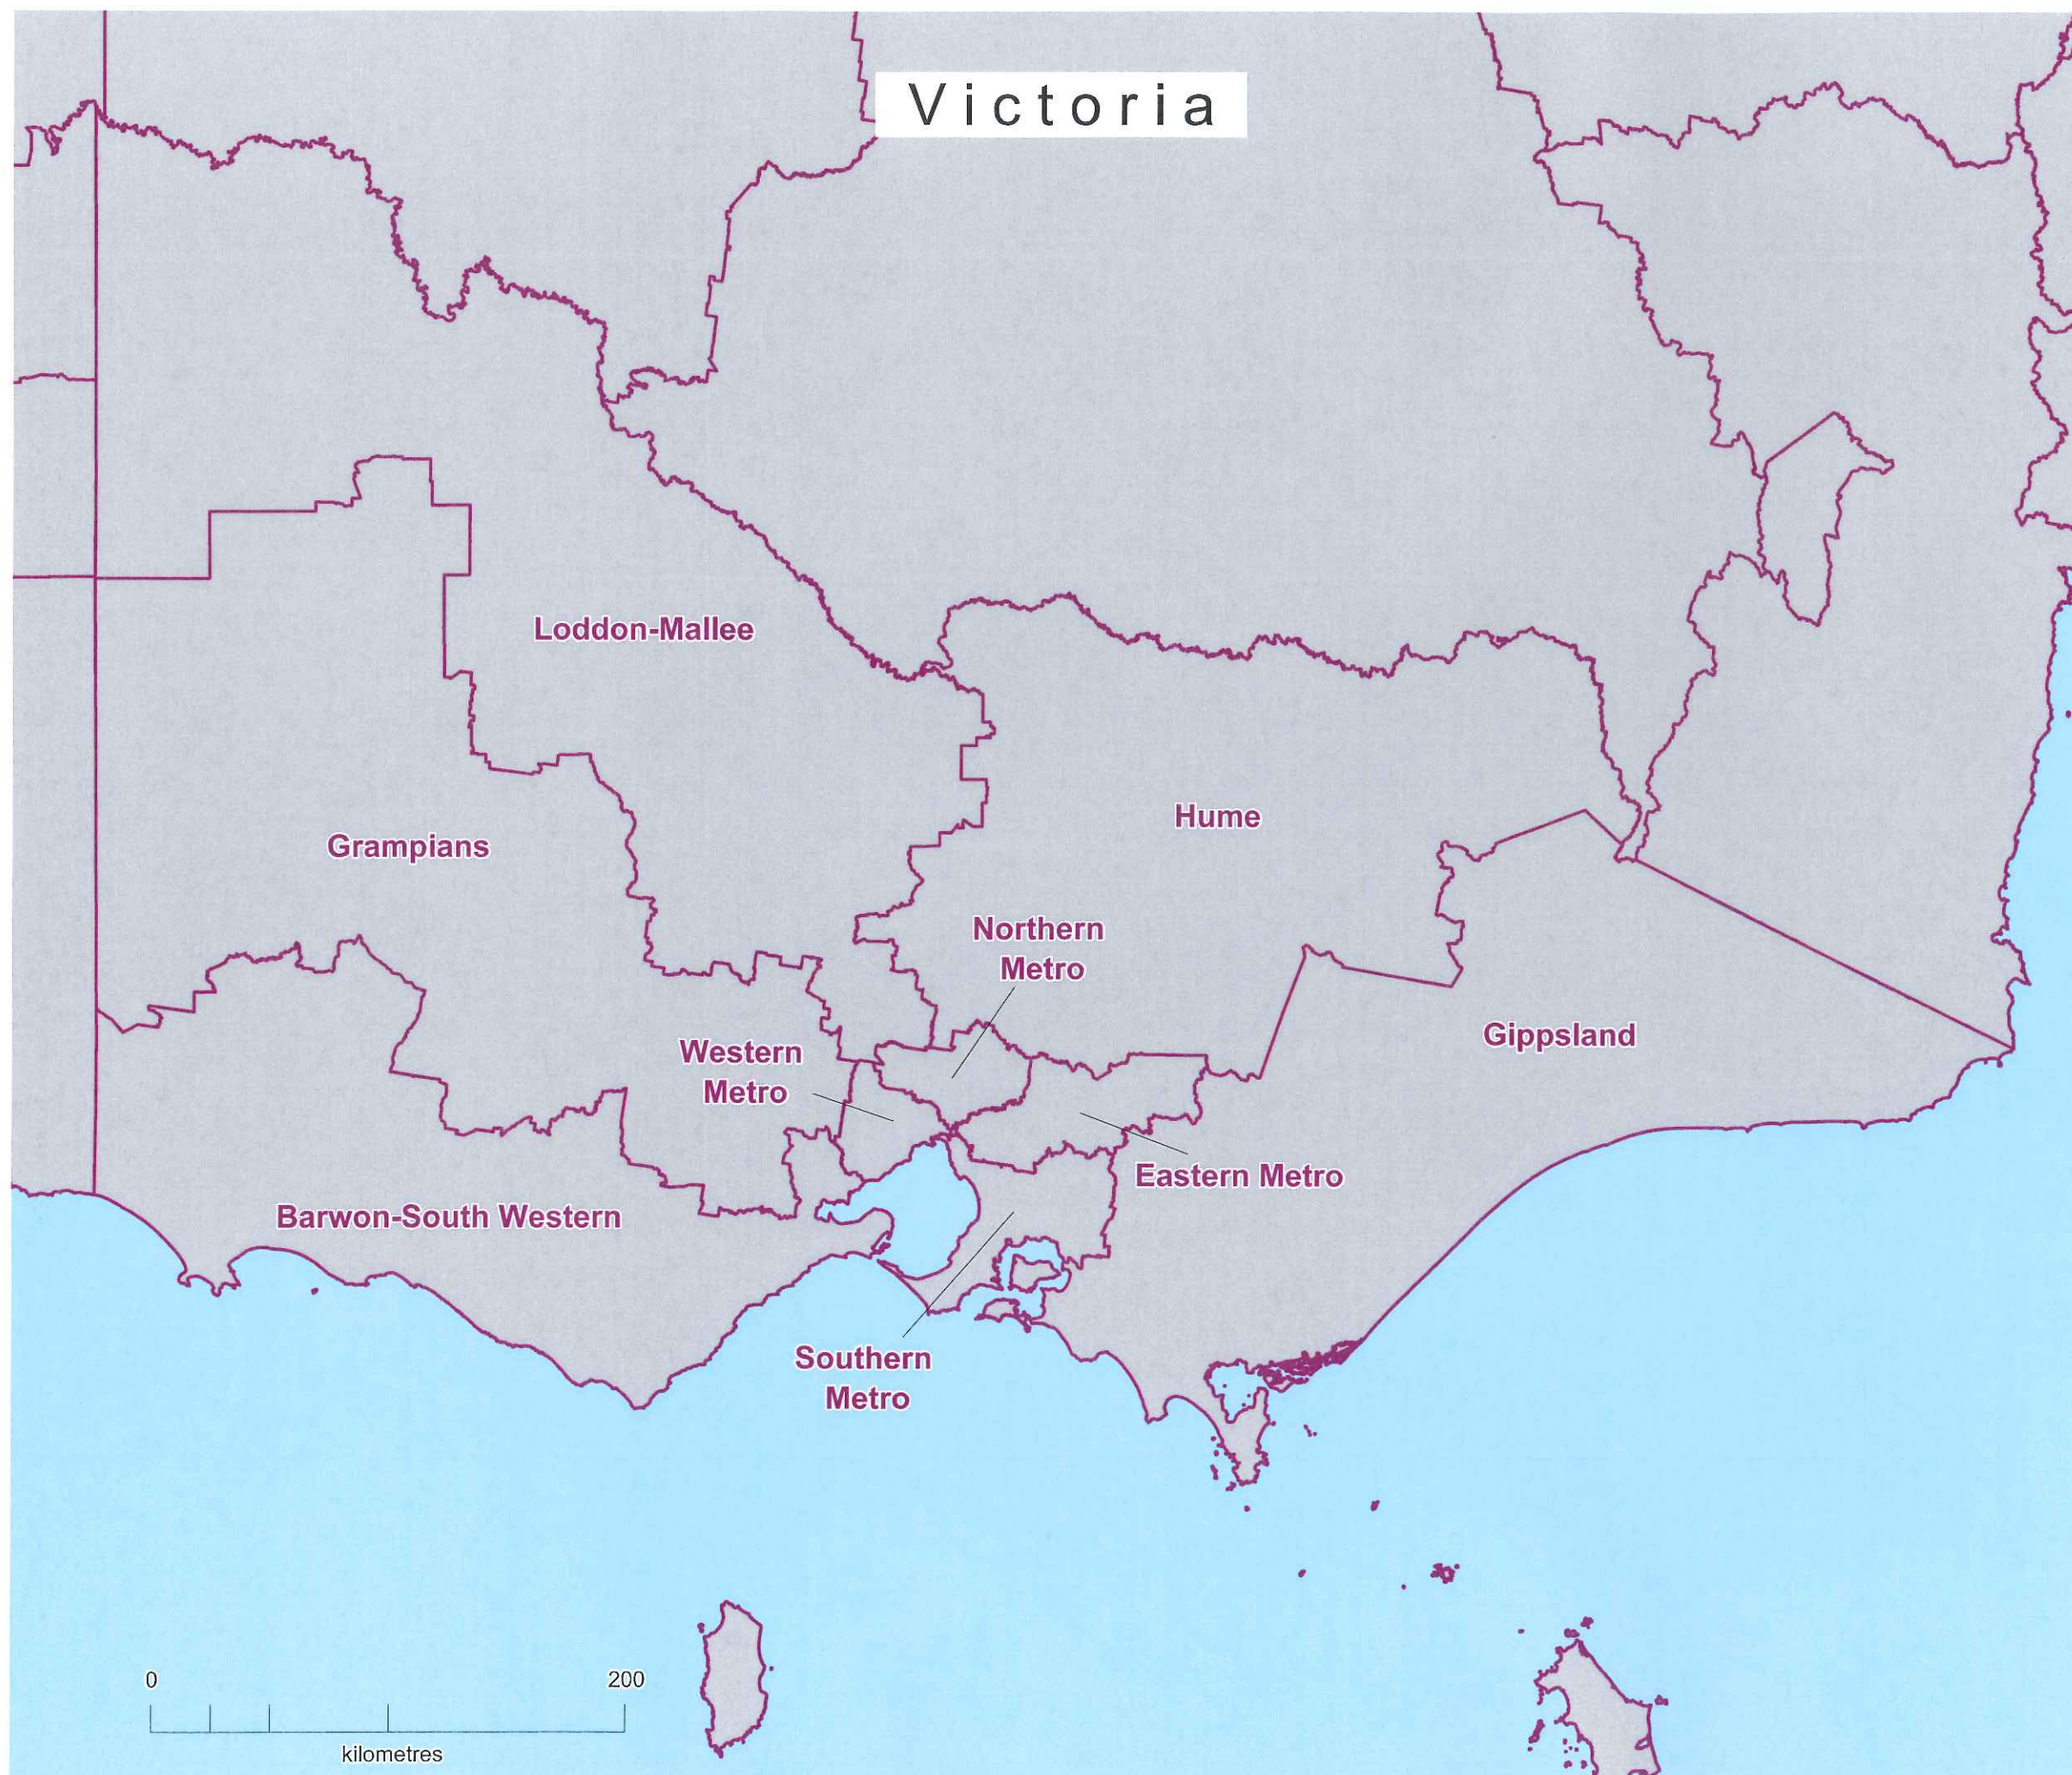 Victoria
Loddon-Mallee
Hume
Grampians
Northern
Metro
Gippsland
Western
Metro
Eastern Metro
Barwon-South Western
Southern
Metro
0 200
kilometres